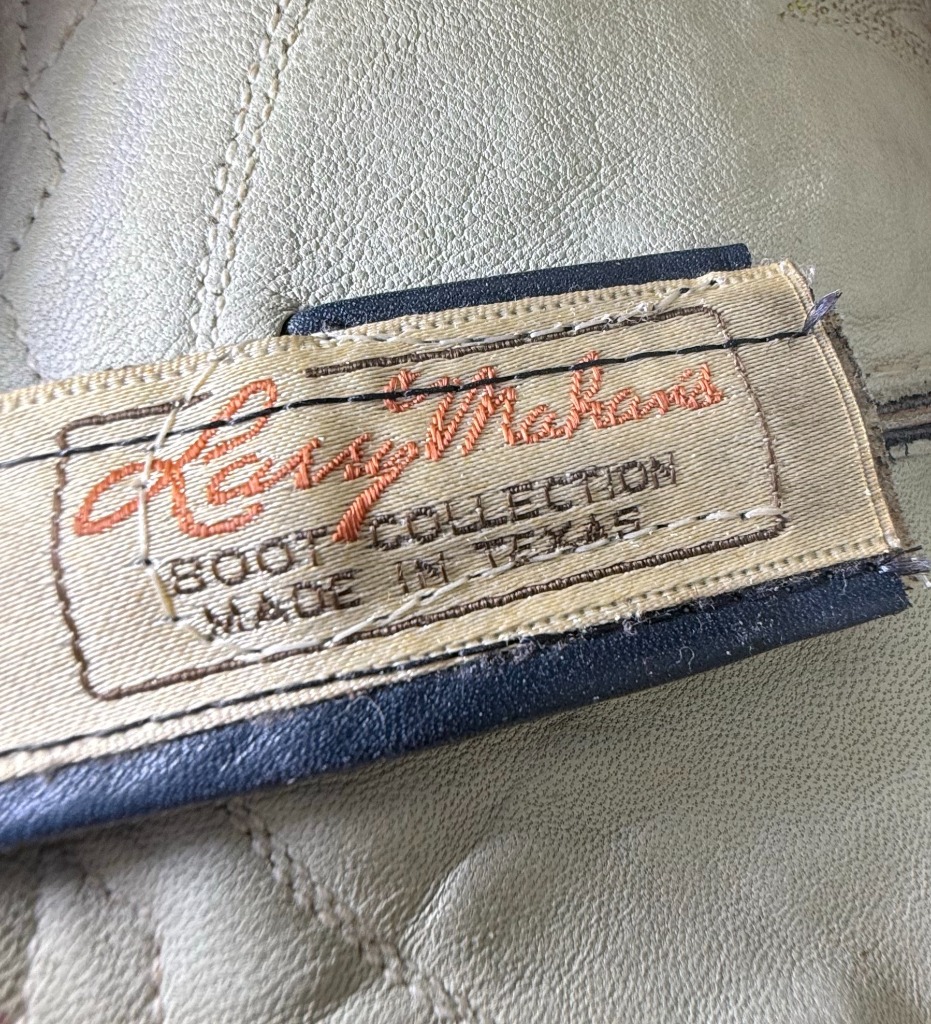 Larry Mahan's
BOOT COLLECTION
MADE IN TEXAS